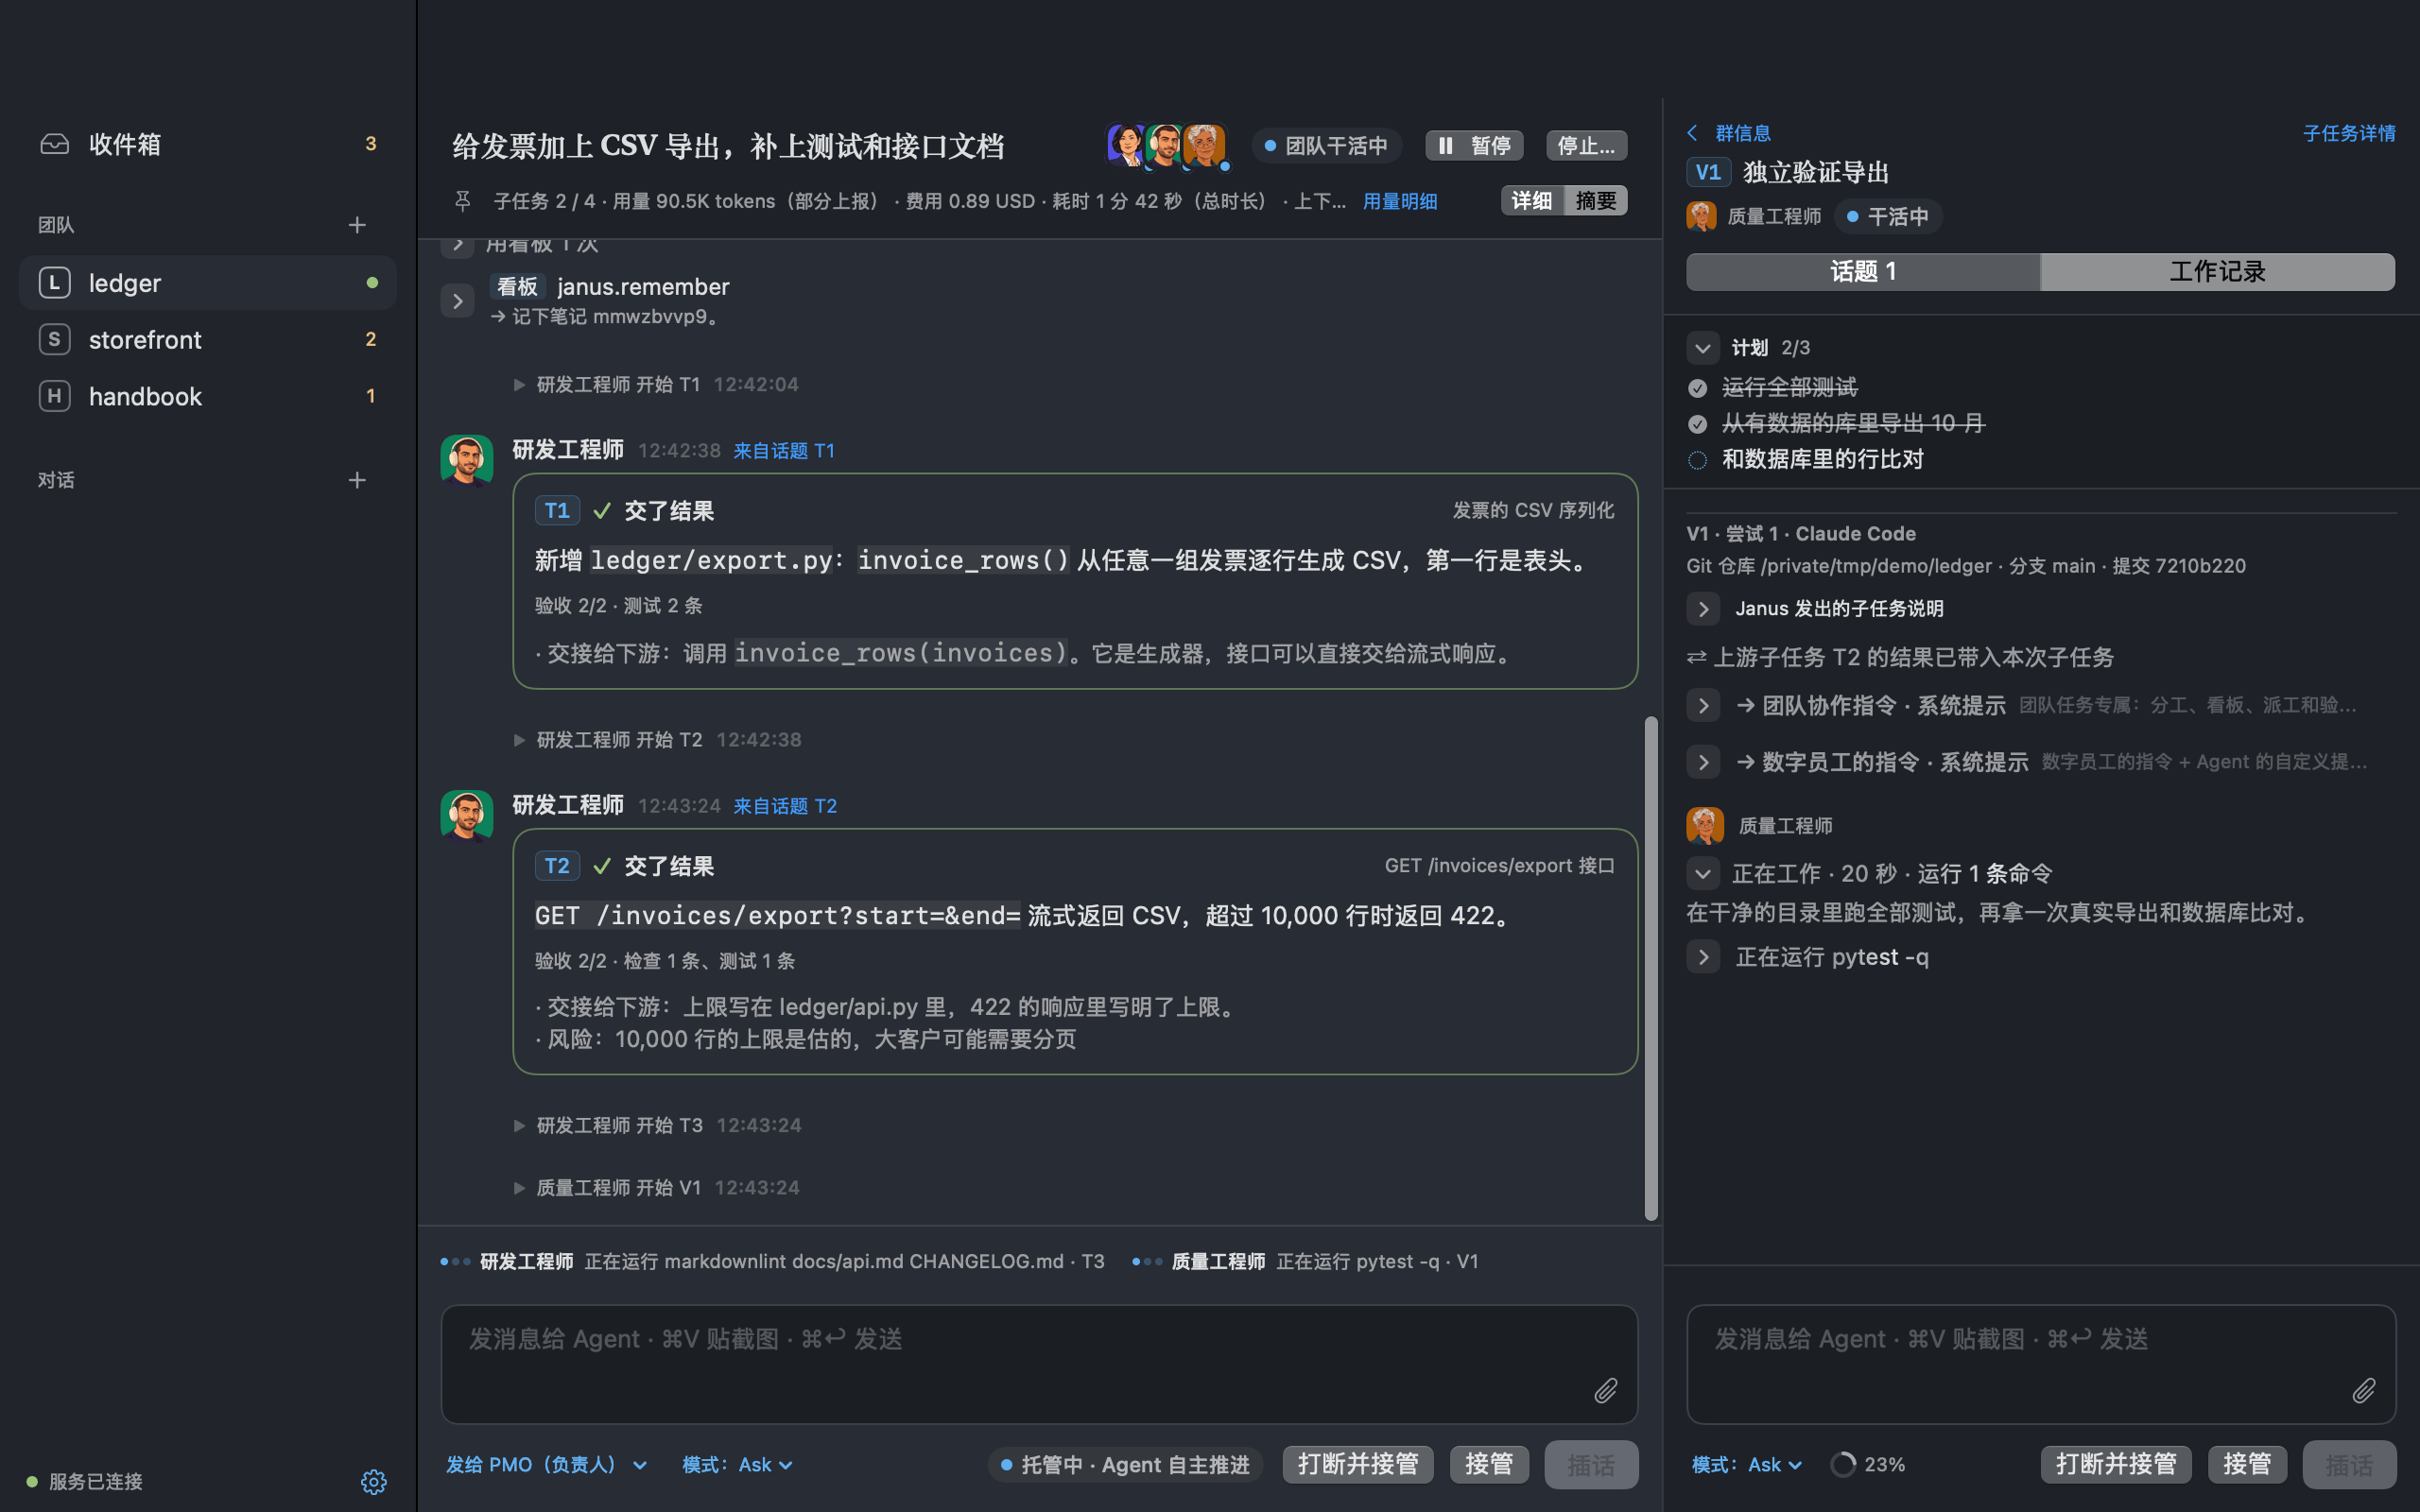 收件箱 3
团队
L ledger
S storefront 2
H handbook 1
对话
服务已连接
给发票加上 CSV 导出，补上测试和接口文档
团队干活中
暂停
停止...
子任务 2 / 4 · 用量 90.5K tokens（部分上报） · 费用 0.89 USD · 耗时 1 分 42 秒（总时长） · 上下... 用量明细
详细 摘要
用看板 1 次
看板 janus.remember
→ 记下笔记 mmwzbvvp9。
研发工程师 开始 T1 12:42:04
研发工程师 12:42:38 来自话题 T1
T1 交了结果 发票的 CSV 序列化
新增 ledger/export.py：invoice_rows() 从任意一组发票逐行生成 CSV，第一行是表头。
验收 2/2 · 测试 2 条
· 交接给下游：调用 invoice_rows(invoices)。它是生成器，接口可以直接交给流式响应。
研发工程师 开始 T2 12:42:38
研发工程师 12:43:24 来自话题 T2
T2 交了结果 GET /invoices/export 接口
GET /invoices/export?start=&end= 流式返回 CSV，超过 10,000 行时返回 422。
验收 2/2 · 检查 1 条、测试 1 条
· 交接给下游：上限写在 ledger/api.py 里，422 的响应里写明了上限。
· 风险：10,000 行的上限是估的，大客户可能需要分页
研发工程师 开始 T3 12:43:24
质量工程师 开始 V1 12:43:24
研发工程师 正在运行 markdownlint docs/api.md CHANGELOG.md · T3 质量工程师 正在运行 pytest -q · V1
发消息给 Agent · ⌘V 贴截图 · ⌘↩ 发送
发给 PMO（负责人） 模式：Ask 托管中 · Agent 自主推进 打断并接管 接管 插话
群信息 子任务详情
V1 独立验证导出
质量工程师 干活中
话题 1 工作记录
计划 2/3
运行全部测试
从有数据的库里导出 10 月
和数据库里的行比对
V1 · 尝试 1 · Claude Code
Git 仓库 /private/tmp/demo/ledger · 分支 main · 提交 7210b220
Janus 发出的子任务说明
⇄ 上游子任务 T2 的结果已带入本次子任务
→ 团队协作指令 · 系统提示 团队任务专属：分工、看板、派工和验...
→ 数字员工的指令 · 系统提示 数字员工的指令 + Agent 的自定义提...
质量工程师
正在工作 · 20 秒 · 运行 1 条命令
在干净的目录里跑全部测试，再拿一次真实导出和数据库比对。
正在运行 pytest -q
发消息给 Agent · ⌘V 贴截图 · ⌘↩ 发送
模式：Ask 23% 打断并接管 接管 插话